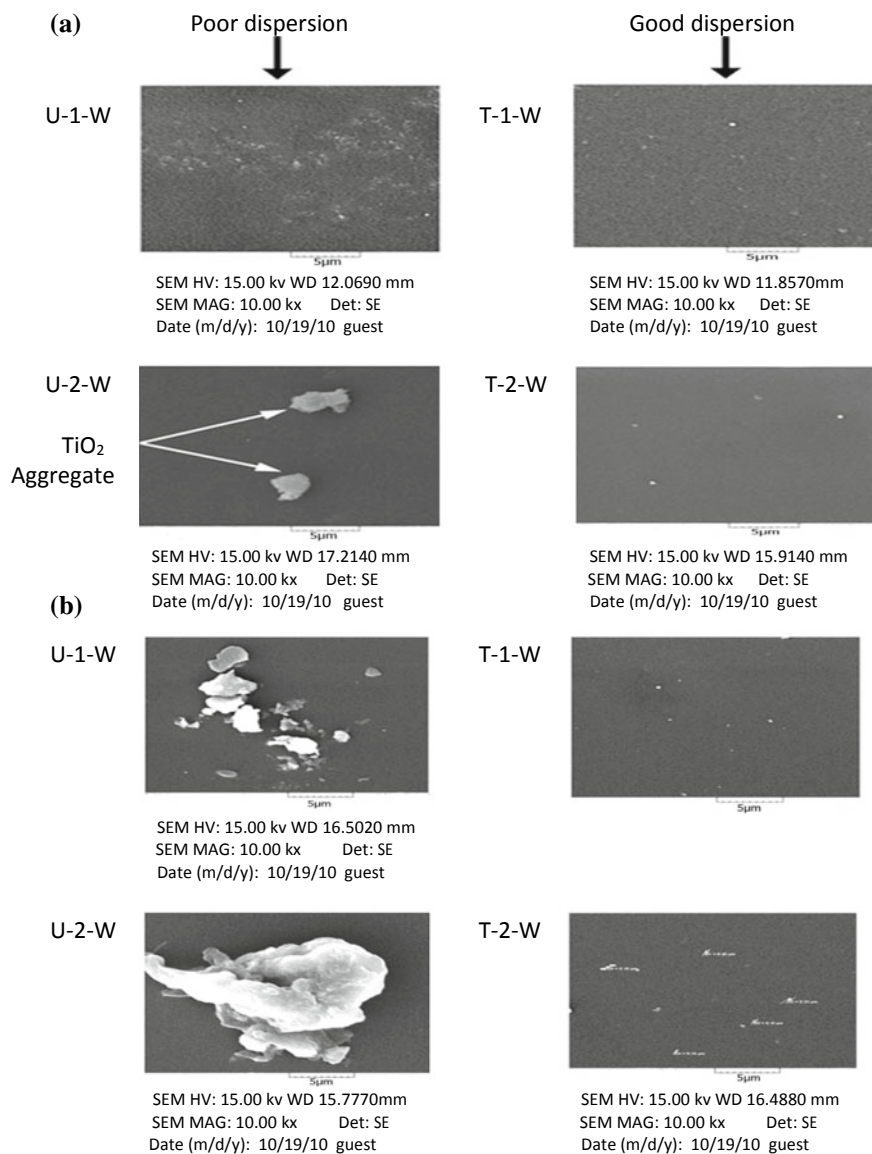 (a)
Poor dispersion
Good dispersion
U-1-W
T-1-W
5µm
5µm
SEM HV: 15.00 kv WD 12.0690 mm
SEM MAG: 10.00 kx Det: SE
Date (m/d/y): 10/19/10 guest
SEM HV: 15.00 kv WD 11.8570mm
SEM MAG: 10.00 kx Det: SE
Date (m/d/y): 10/19/10 guest
U-2-W
T-2-W
TiO₂
Aggregate
5µm
5µm
SEM HV: 15.00 kv WD 17.2140 mm
SEM MAG: 10.00 kx Det: SE
Date (m/d/y): 10/19/10 guest
SEM HV: 15.00 kv WD 15.9140 mm
SEM MAG: 10.00 kx Det: SE
Date (m/d/y): 10/19/10 guest
(b)
U-1-W
T-1-W
5µm
5µm
SEM HV: 15.00 kv WD 16.5020 mm
SEM MAG: 10.00 kx Det: SE
Date (m/d/y): 10/19/10 guest
U-2-W
T-2-W
5µm
5µm
SEM HV: 15.00 kv WD 15.7770mm
SEM MAG: 10.00 kx Det: SE
Date (m/d/y): 10/19/10 guest
SEM HV: 15.00 kv WD 16.4880 mm
SEM MAG: 10.00 kx Det: SE
Date (m/d/y): 10/19/10 guest